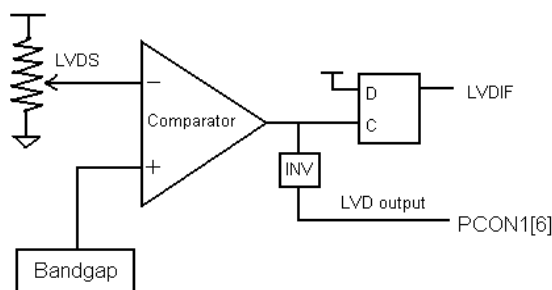 LVDS
−
Comparator
+
Bandgap
D
C
LVDIF
INV
LVD output
PCON1[6]